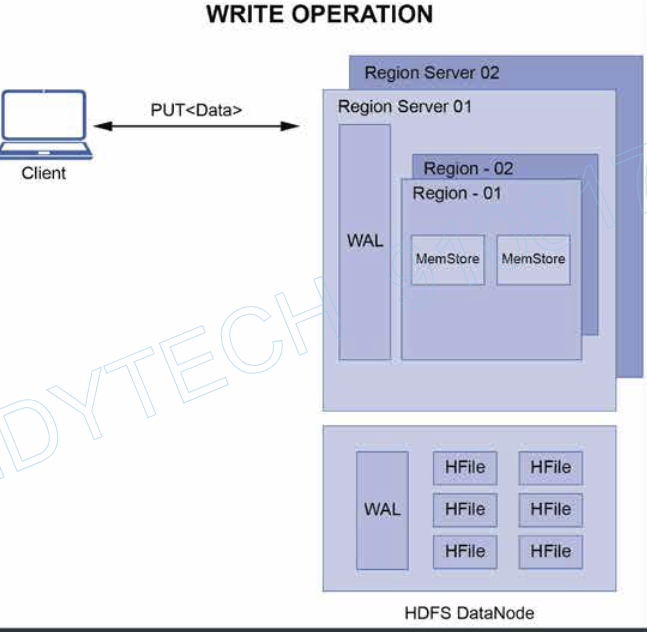 WRITE OPERATION
Region Server 02
Region Server 01
PUT<Data>
Client
Region - 02
Region - 01
WAL
MemStore
MemStore
WAL
HFile
HFile
HFile
HFile
HFile
HFile
HDFS DataNode